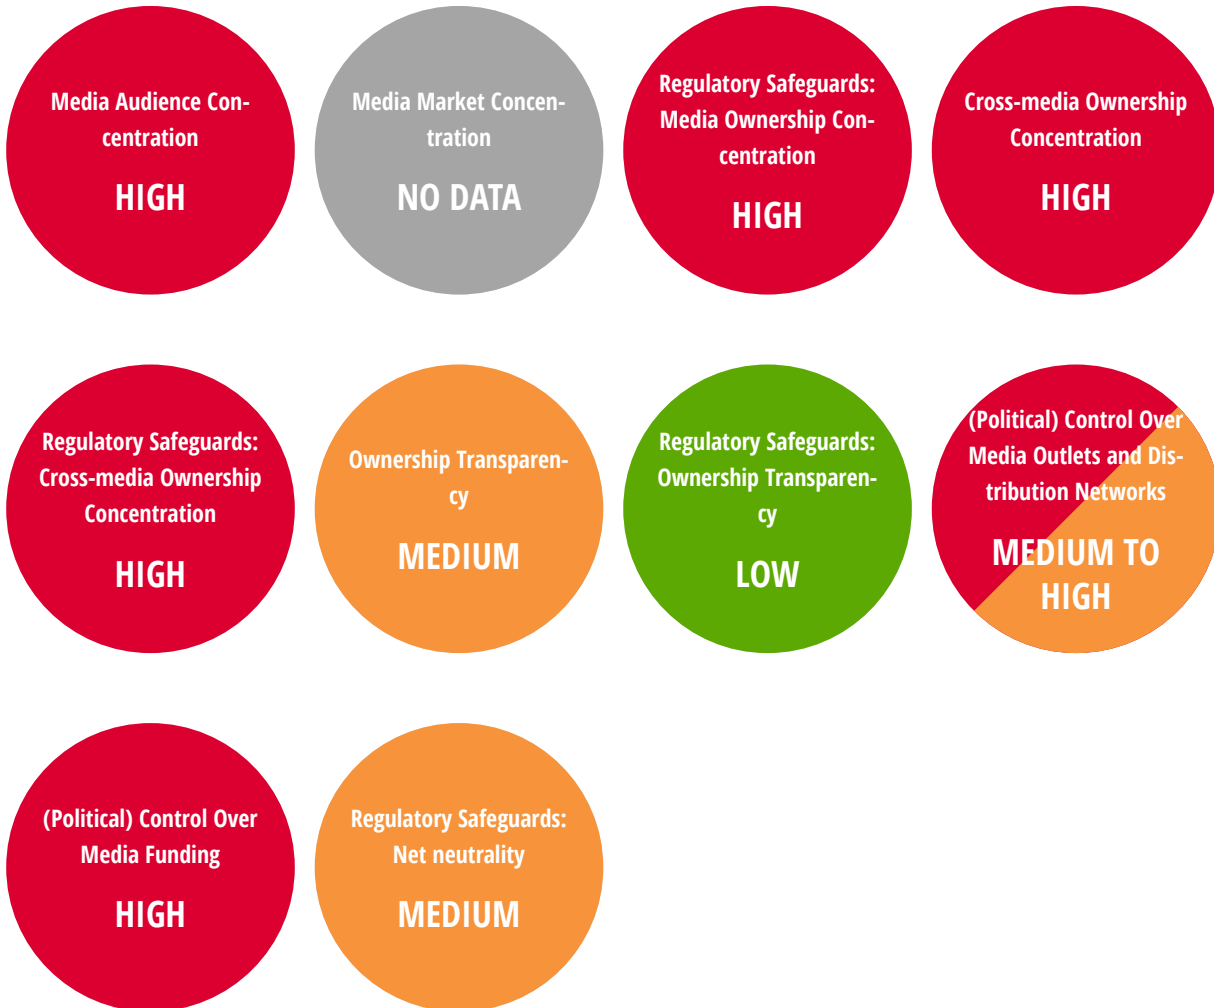 Media Audience Con-
centration
HIGH
Media Market Concen-
tration
NO DATA
Regulatory Safeguards:
Media Ownership Con-
centration
HIGH
Cross-media Ownership
Concentration
HIGH
Regulatory Safeguards:
Cross-media Ownership
Concentration
HIGH
Ownership Transparen-
cy
MEDIUM
Regulatory Safeguards:
Ownership Transparen-
cy
LOW
(Political) Control Over
Media Outlets and Dis-
tribution Networks
MEDIUM TO
HIGH
(Political) Control Over
Media Funding
HIGH
Regulatory Safeguards:
Net neutrality
MEDIUM